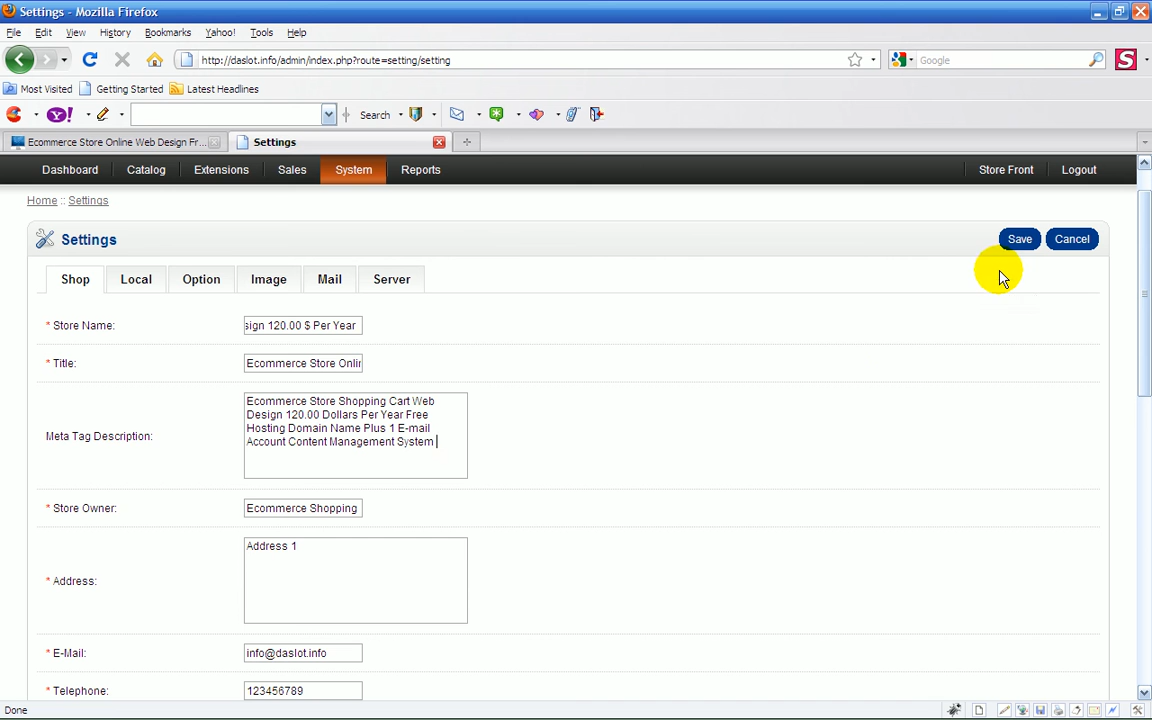 Settings - Mozilla Firefox
File Edit View History Bookmarks Yahoo! Tools Help
http://daslot.info/admin/index.php?route=setting/setting
Google
S
Most Visited Getting Started Latest Headlines
Y! Search
Ecommerce Store Online Web Design Fr... Settings
Dashboard Catalog Extensions Sales System Reports Store Front Logout
Home :: Settings
Settings Save Cancel
Shop Local Option Image Mail Server
* Store Name: sign 120.00 $ Per Year
* Title: Ecommerce Store Onlin
Meta Tag Description:
Ecommerce Store Shopping Cart Web
Design 120.00 Dollars Per Year Free
Hosting Domain Name Plus 1 E-mail
Account Content Management System
* Store Owner: Ecommerce Shopping
* Address: Address 1
* E-Mail: info@daslot.info
* Telephone: 123456789
Done